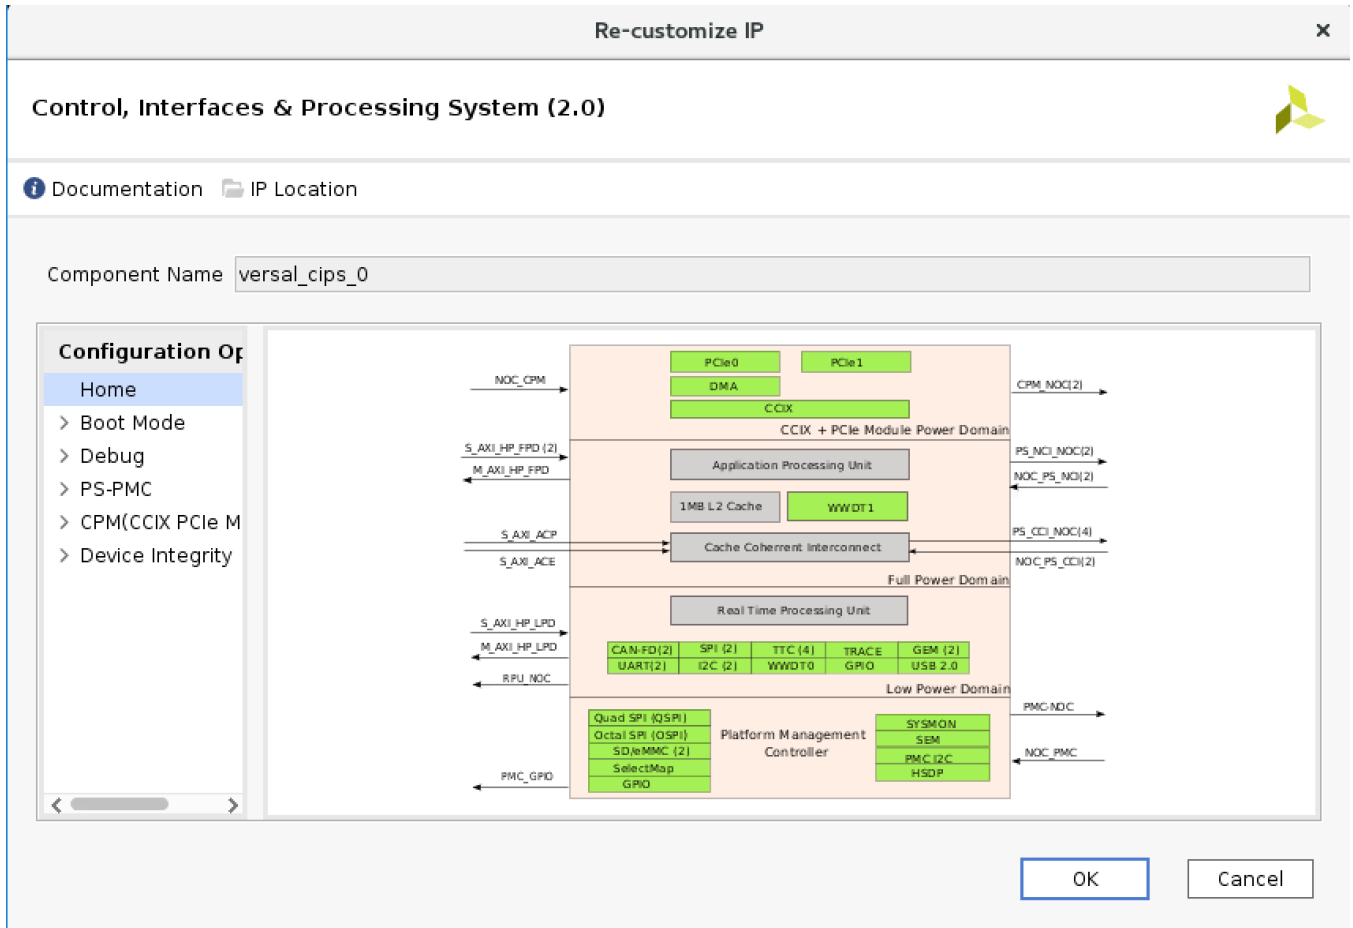 Re-customize IP
Control, Interfaces & Processing System (2.0)
Documentation IP Location
Component Name versal_cips_0
Configuration Op
Home
Boot Mode
Debug
PS-PMC
CPM(CCIX PCIe M
Device Integrity
PCIe0 PCIe1
NOC_CPM
DMA
CPM_NOC(2)
CCIX
CCIX + PCIe Module Power Domain
S_AXI_HP_FPD (2)
M_AXI_HP_FPD
Application Processing Unit
PS_NCI_NOC(2)
NOC_PS_NCI(2)
1MB L2 Cache WWDT1
S_AXI_ACP
S_AXI_ACE
Cache Coherrent Interconnect
PS_CCI_NOC(4)
NOC_PS_CCI(2)
Full Power Domain
Real Time Processing Unit
S_AXI_HP_LPD
M_AXI_HP_LPD
RPU_NOC
CAN-FD(2) SPI (2) TTC (4) TRACE GEM (2)
UART(2) I2C (2) WWDT0 GPIO USB 2.0
Low Power Domain
Quad SPI (QSPI)
Octal SPI (OSPI)
SD/eMMC (2)
SelectMap
GPIO
Platform Management
Controller
SYSMON
SEM
PMC I2C
HSDP
PMC-NOC
NOC_PMC
PMC_GPIO
OK Cancel